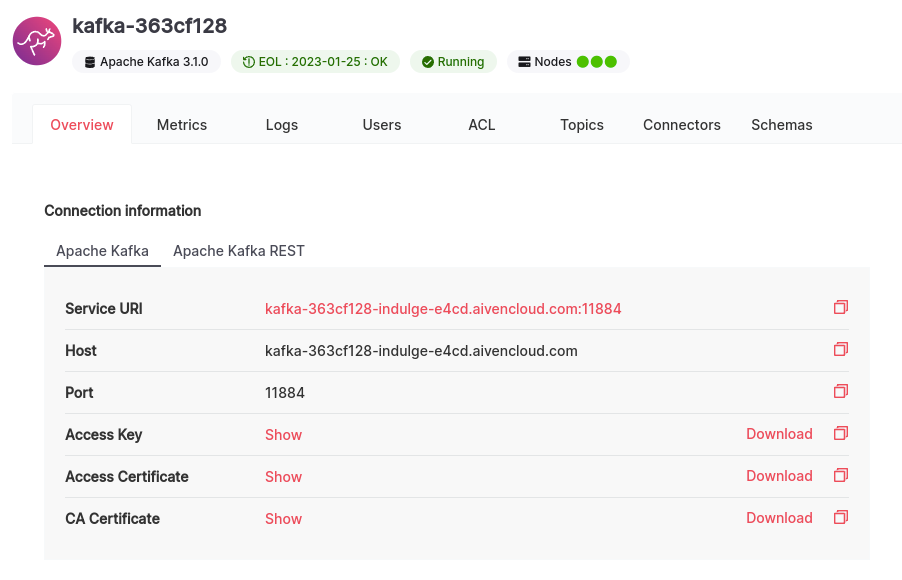 kafka-363cf128
Apache Kafka 3.1.0 EOL : 2023-01-25 : OK Running Nodes
Overview Metrics Logs Users ACL Topics Connectors Schemas
Connection information
Apache Kafka Apache Kafka REST
Service URI kafka-363cf128-indulge-e4cd.aivencloud.com:11884
Host kafka-363cf128-indulge-e4cd.aivencloud.com
Port 11884
Access Key Show Download
Access Certificate Show Download
CA Certificate Show Download